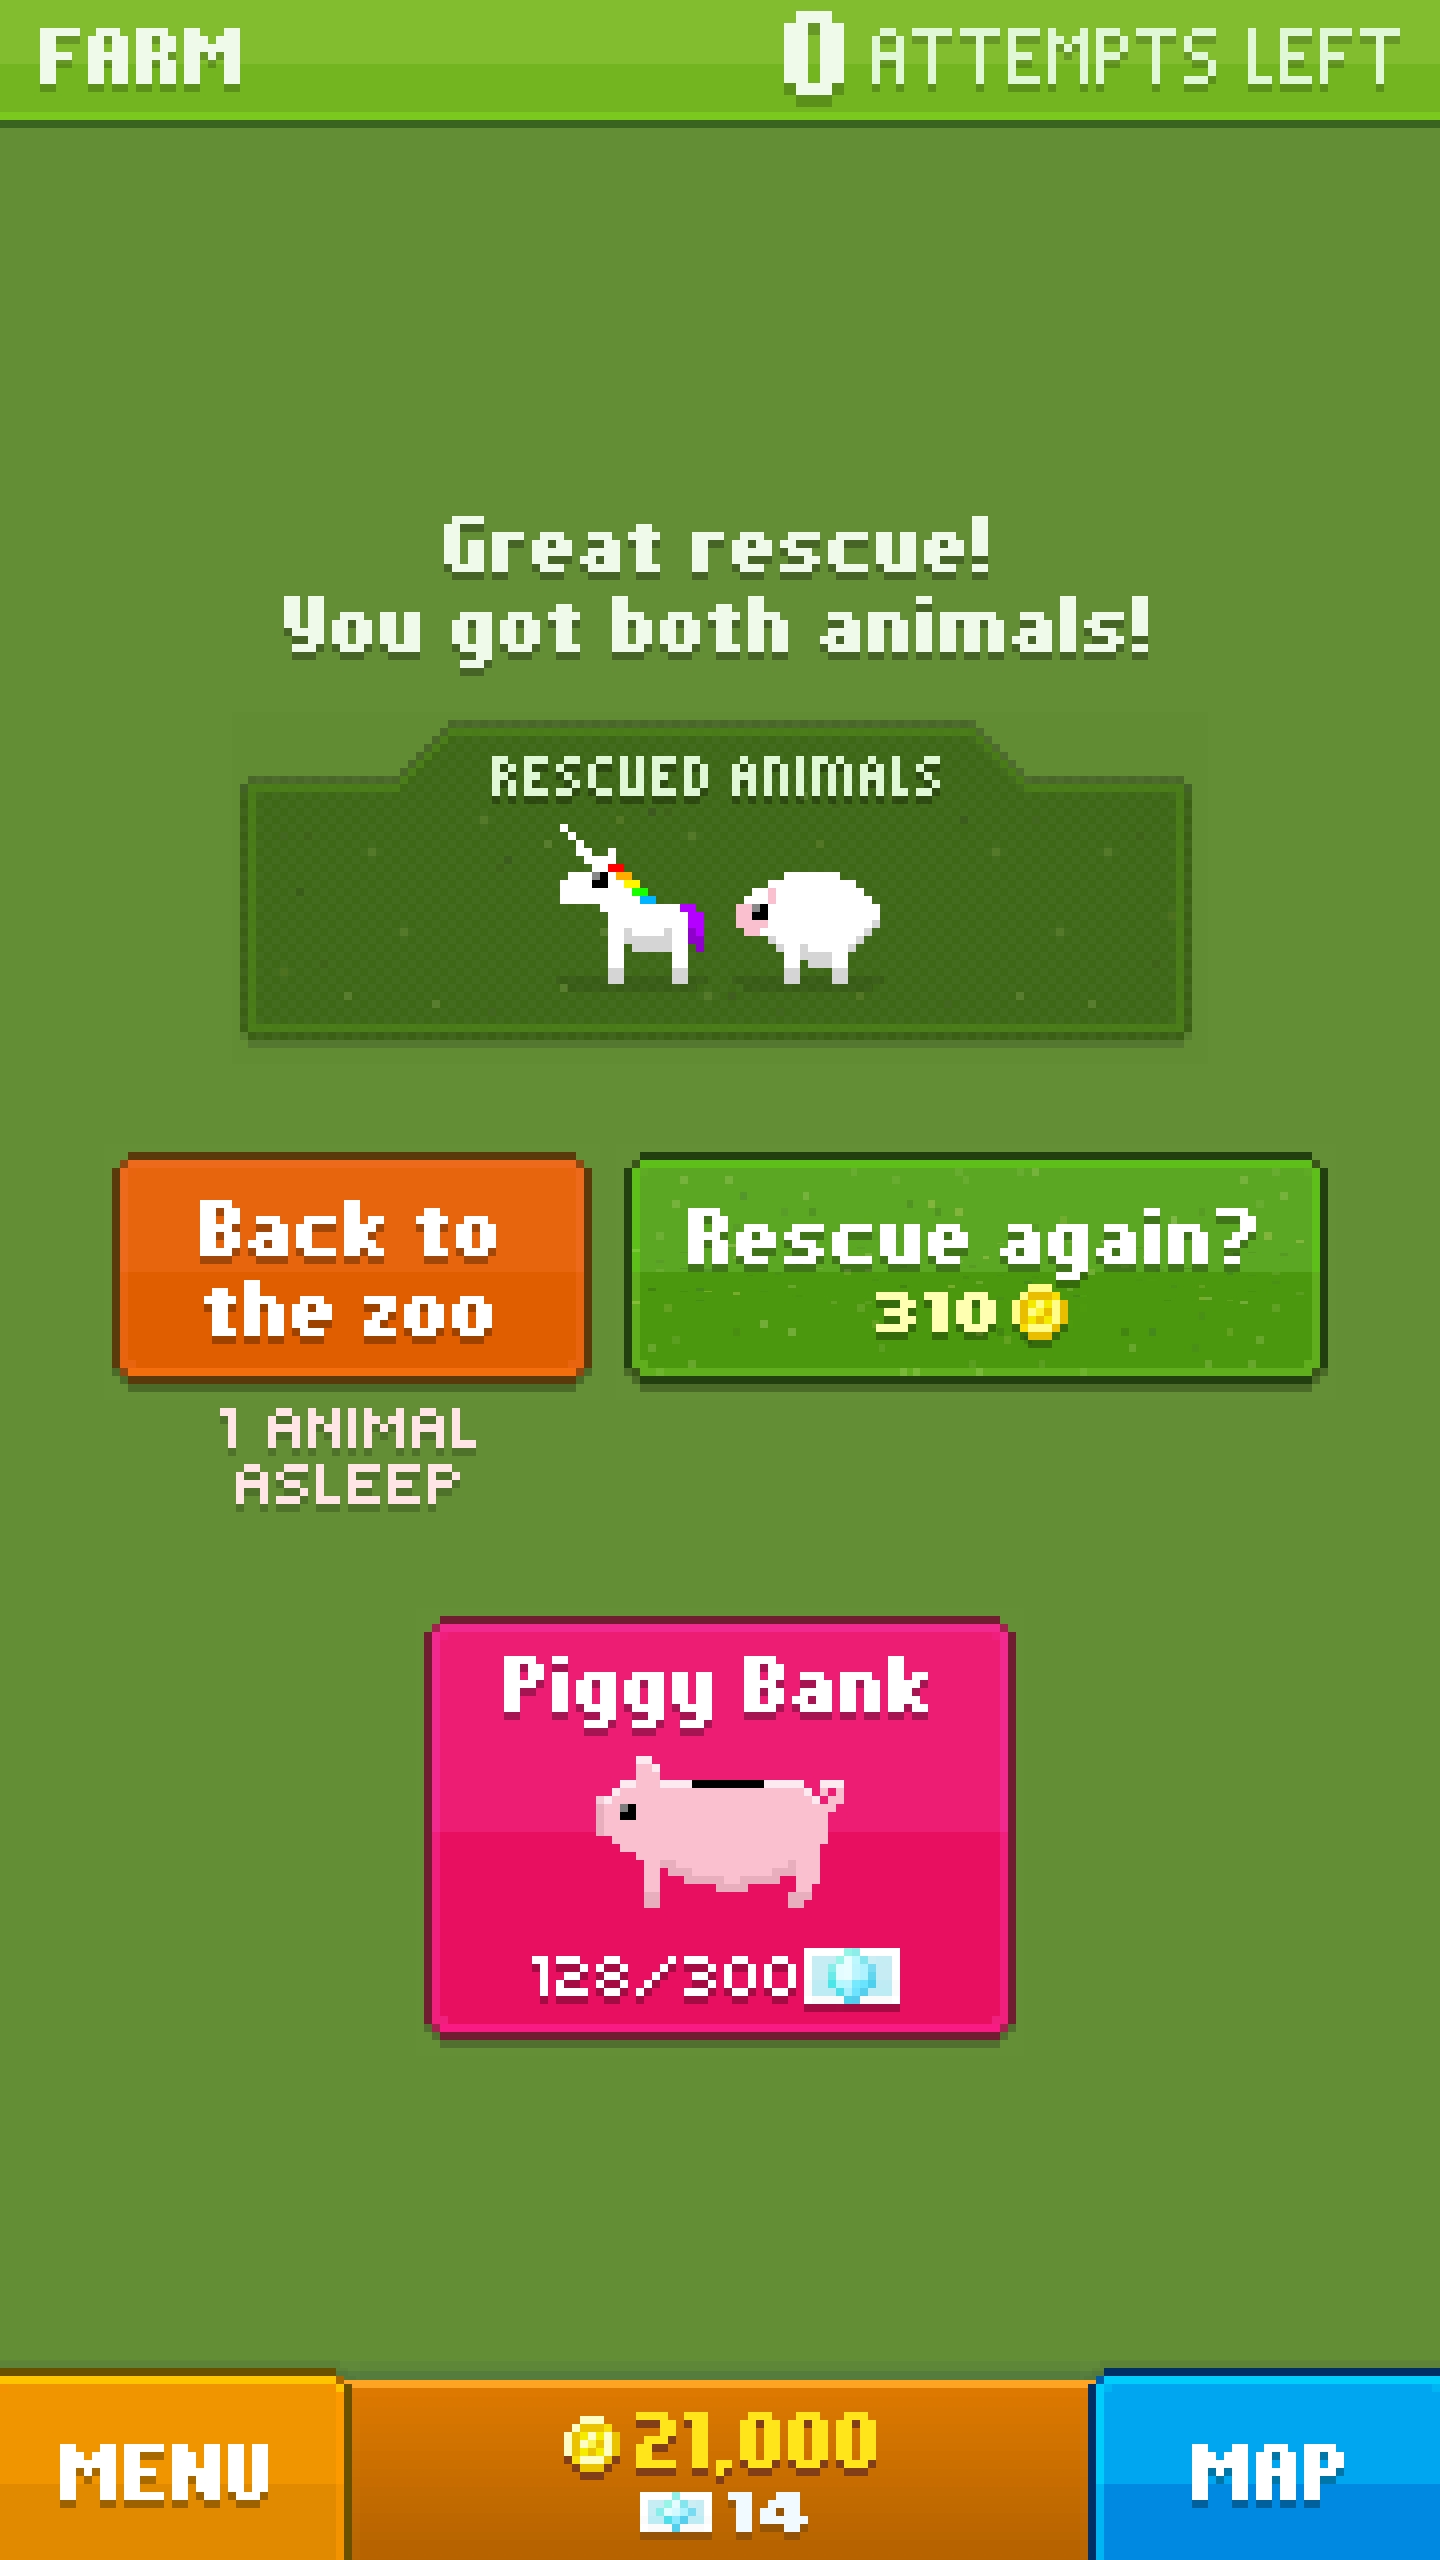 FARM
0 ATTEMPTS LEFT
Great rescue!
You got both animals!
RESCUED ANIMALS
Back to
the zoo
Rescue again?
310
1 ANIMAL
ASLEEP
Piggy Bank
128/300
MENU
21,000
14
MAP